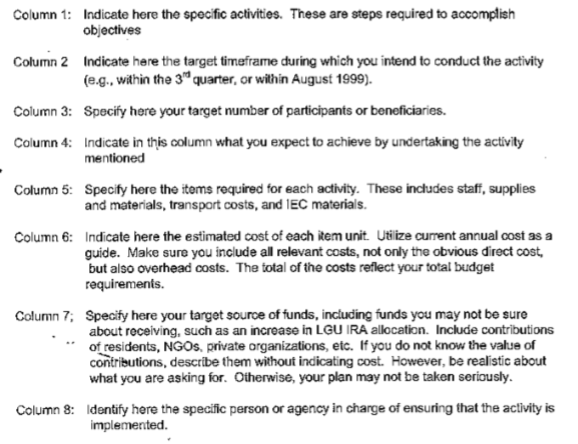 Column 1: Indicate here the specific activities. These are steps required to accomplish
objectives
Column 2 Indicate here the target timeframe during which you intend to conduct the activity
(e.g., within the 3rd quarter, or within August 1999).
Column 3: Specify here your target number of participants or beneficiaries.
Column 4: Indicate in this column what you expect to achieve by undertaking the activity
mentioned
Column 5: Specify here the items required for each activity. These includes staff, supplies
and materials, transport costs, and IEC materials.
Column 6: Indicate here the estimated cost of each item unit. Utilize current annual cost as a
guide. Make sure you include all relevant costs, not only the obvious direct cost,
but also overhead costs. The total of the costs reflect your total budget
requirements.
Column 7; Specify here your target source of funds, including funds you may not be sure
about receiving, such as an increase in LGU IRA allocation. Include contributions
of residents, NGOs, private organizations, etc. If you do not know the value of
contributions, describe them without indicating cost. However, be realistic about
what you are asking for. Otherwise, your plan may not be taken seriously.
Column 8: Identify here the specific person or agency in charge of ensuring that the activity is
implemented.